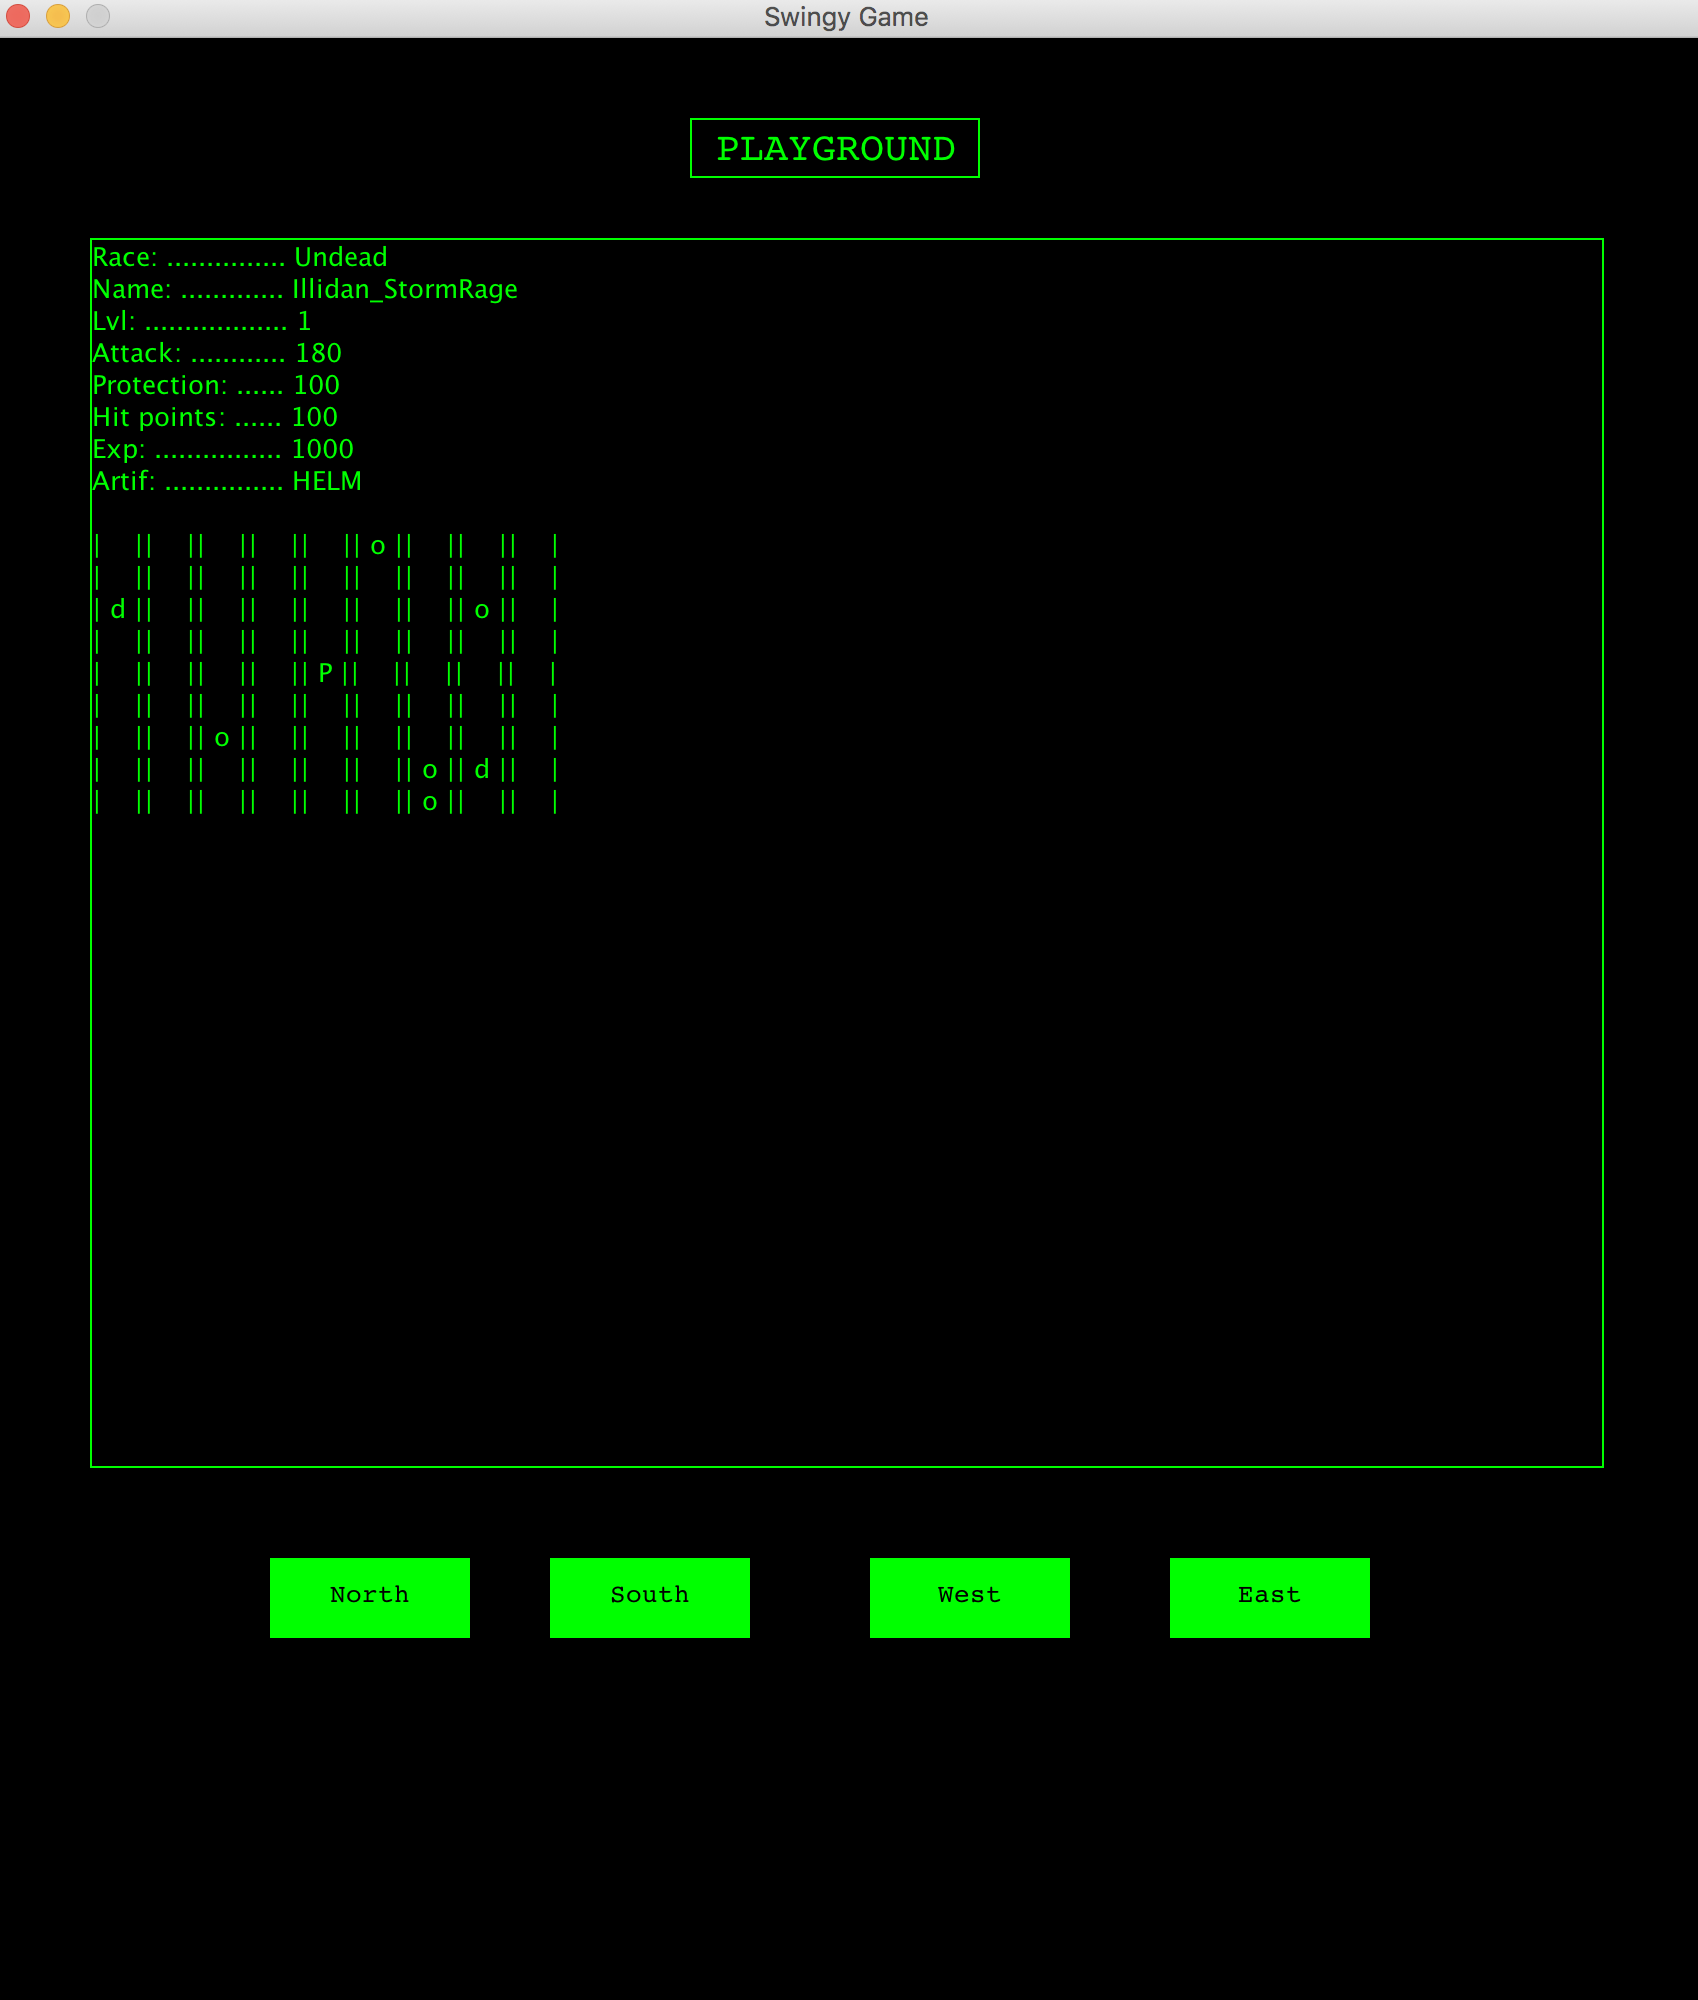 Swingy Game
PLAYGROUND
Race: ............... Undead
Name: ............. Illidan_StormRage
Lvl: .................. 1
Attack: ............ 180
Protection: ...... 100
Hit points: ...... 100
Exp: ................ 1000
Artif: ............... HELM
|   ||   ||   ||   ||   || o ||   ||   ||   |
|   ||   ||   ||   ||   ||   ||   ||   ||   |
| d ||   ||   ||   ||   ||   ||   || o ||   |
|   ||   ||   ||   ||   ||   ||   ||   ||   |
|   ||   ||   ||   || P ||   ||   ||   ||   |
|   ||   ||   ||   ||   ||   ||   ||   ||   |
|   ||   || o ||   ||   ||   ||   ||   ||   |
|   ||   ||   ||   ||   ||   || o || d ||   |
|   ||   ||   ||   ||   ||   || o ||   ||   |
North South West East